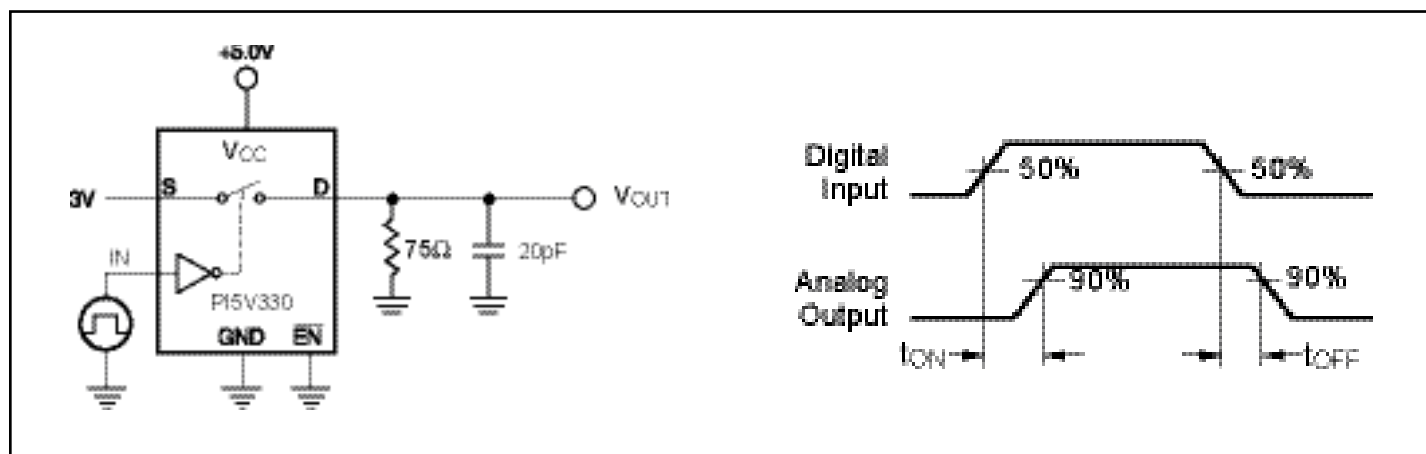 +5.0V
VCC
S
D
3V
VOUT
75Ω
20pF
IN
PI5V330
GND
EN
Digital
Input
50%
50%
Analog
Output
90%
90%
tON
tOFF